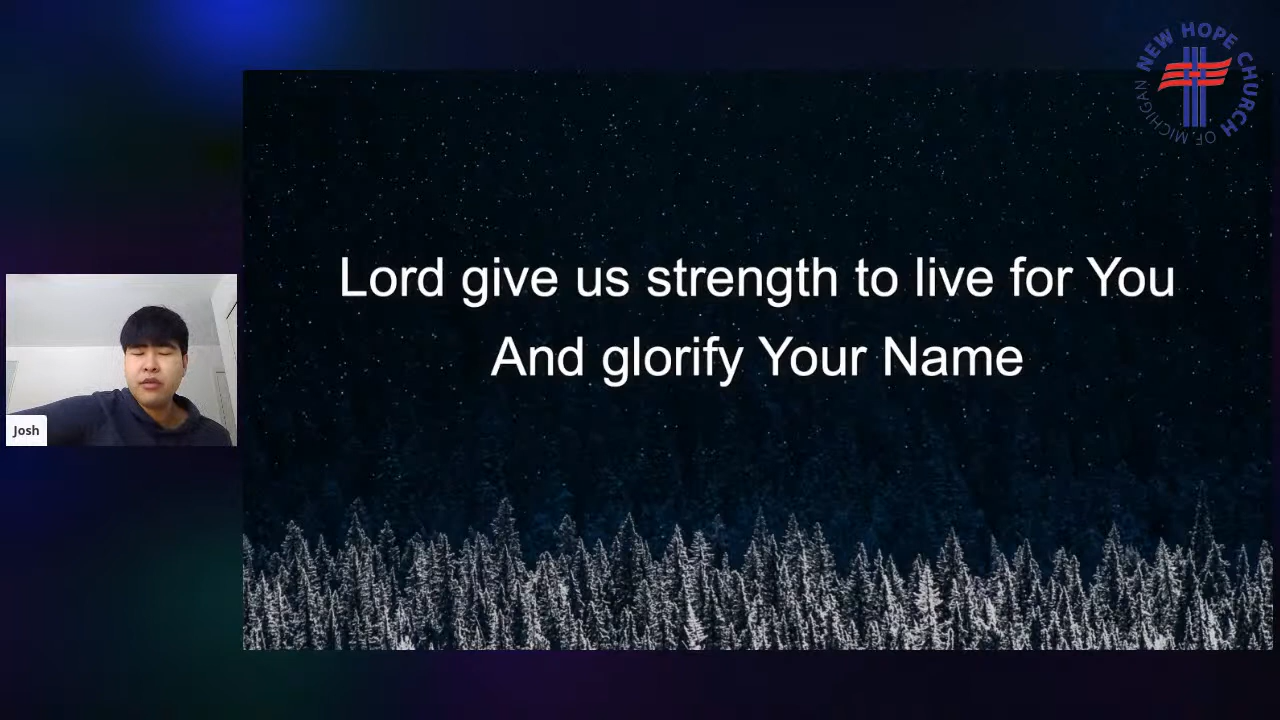 NEW HOPE CHURCH
OF MICHIGAN
Lord give us strength to live for You
And glorify Your Name
Josh